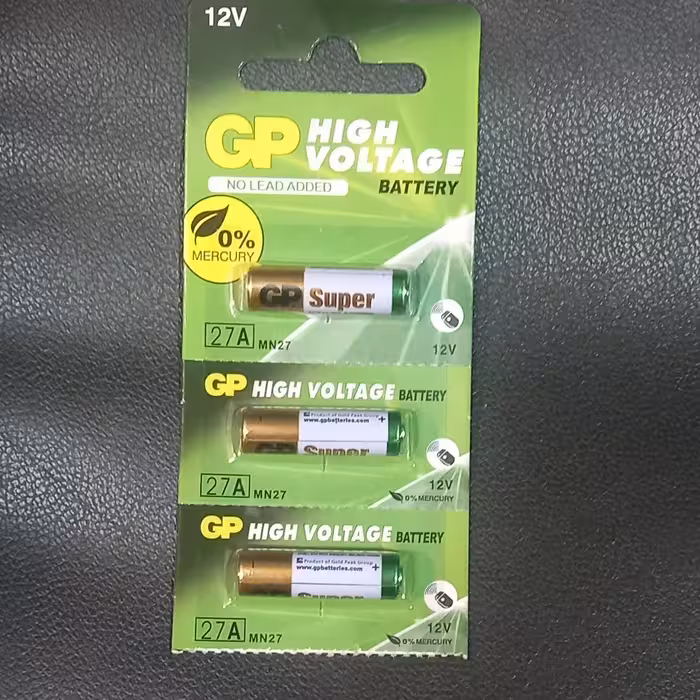 12V
GP HIGH VOLTAGE
NO LEAD ADDED BATTERY
0%
MERCURY
GP Super
27A MN27 12V
GP HIGH VOLTAGE BATTERY
- Product of Gold Peak Group +
www.gpbatteries.com
GP Super
12V
27A MN27 0% MERCURY
GP HIGH VOLTAGE BATTERY
- Product of Gold Peak Group +
www.gpbatteries.com
Super
12V
27A MN27 0% MERCURY